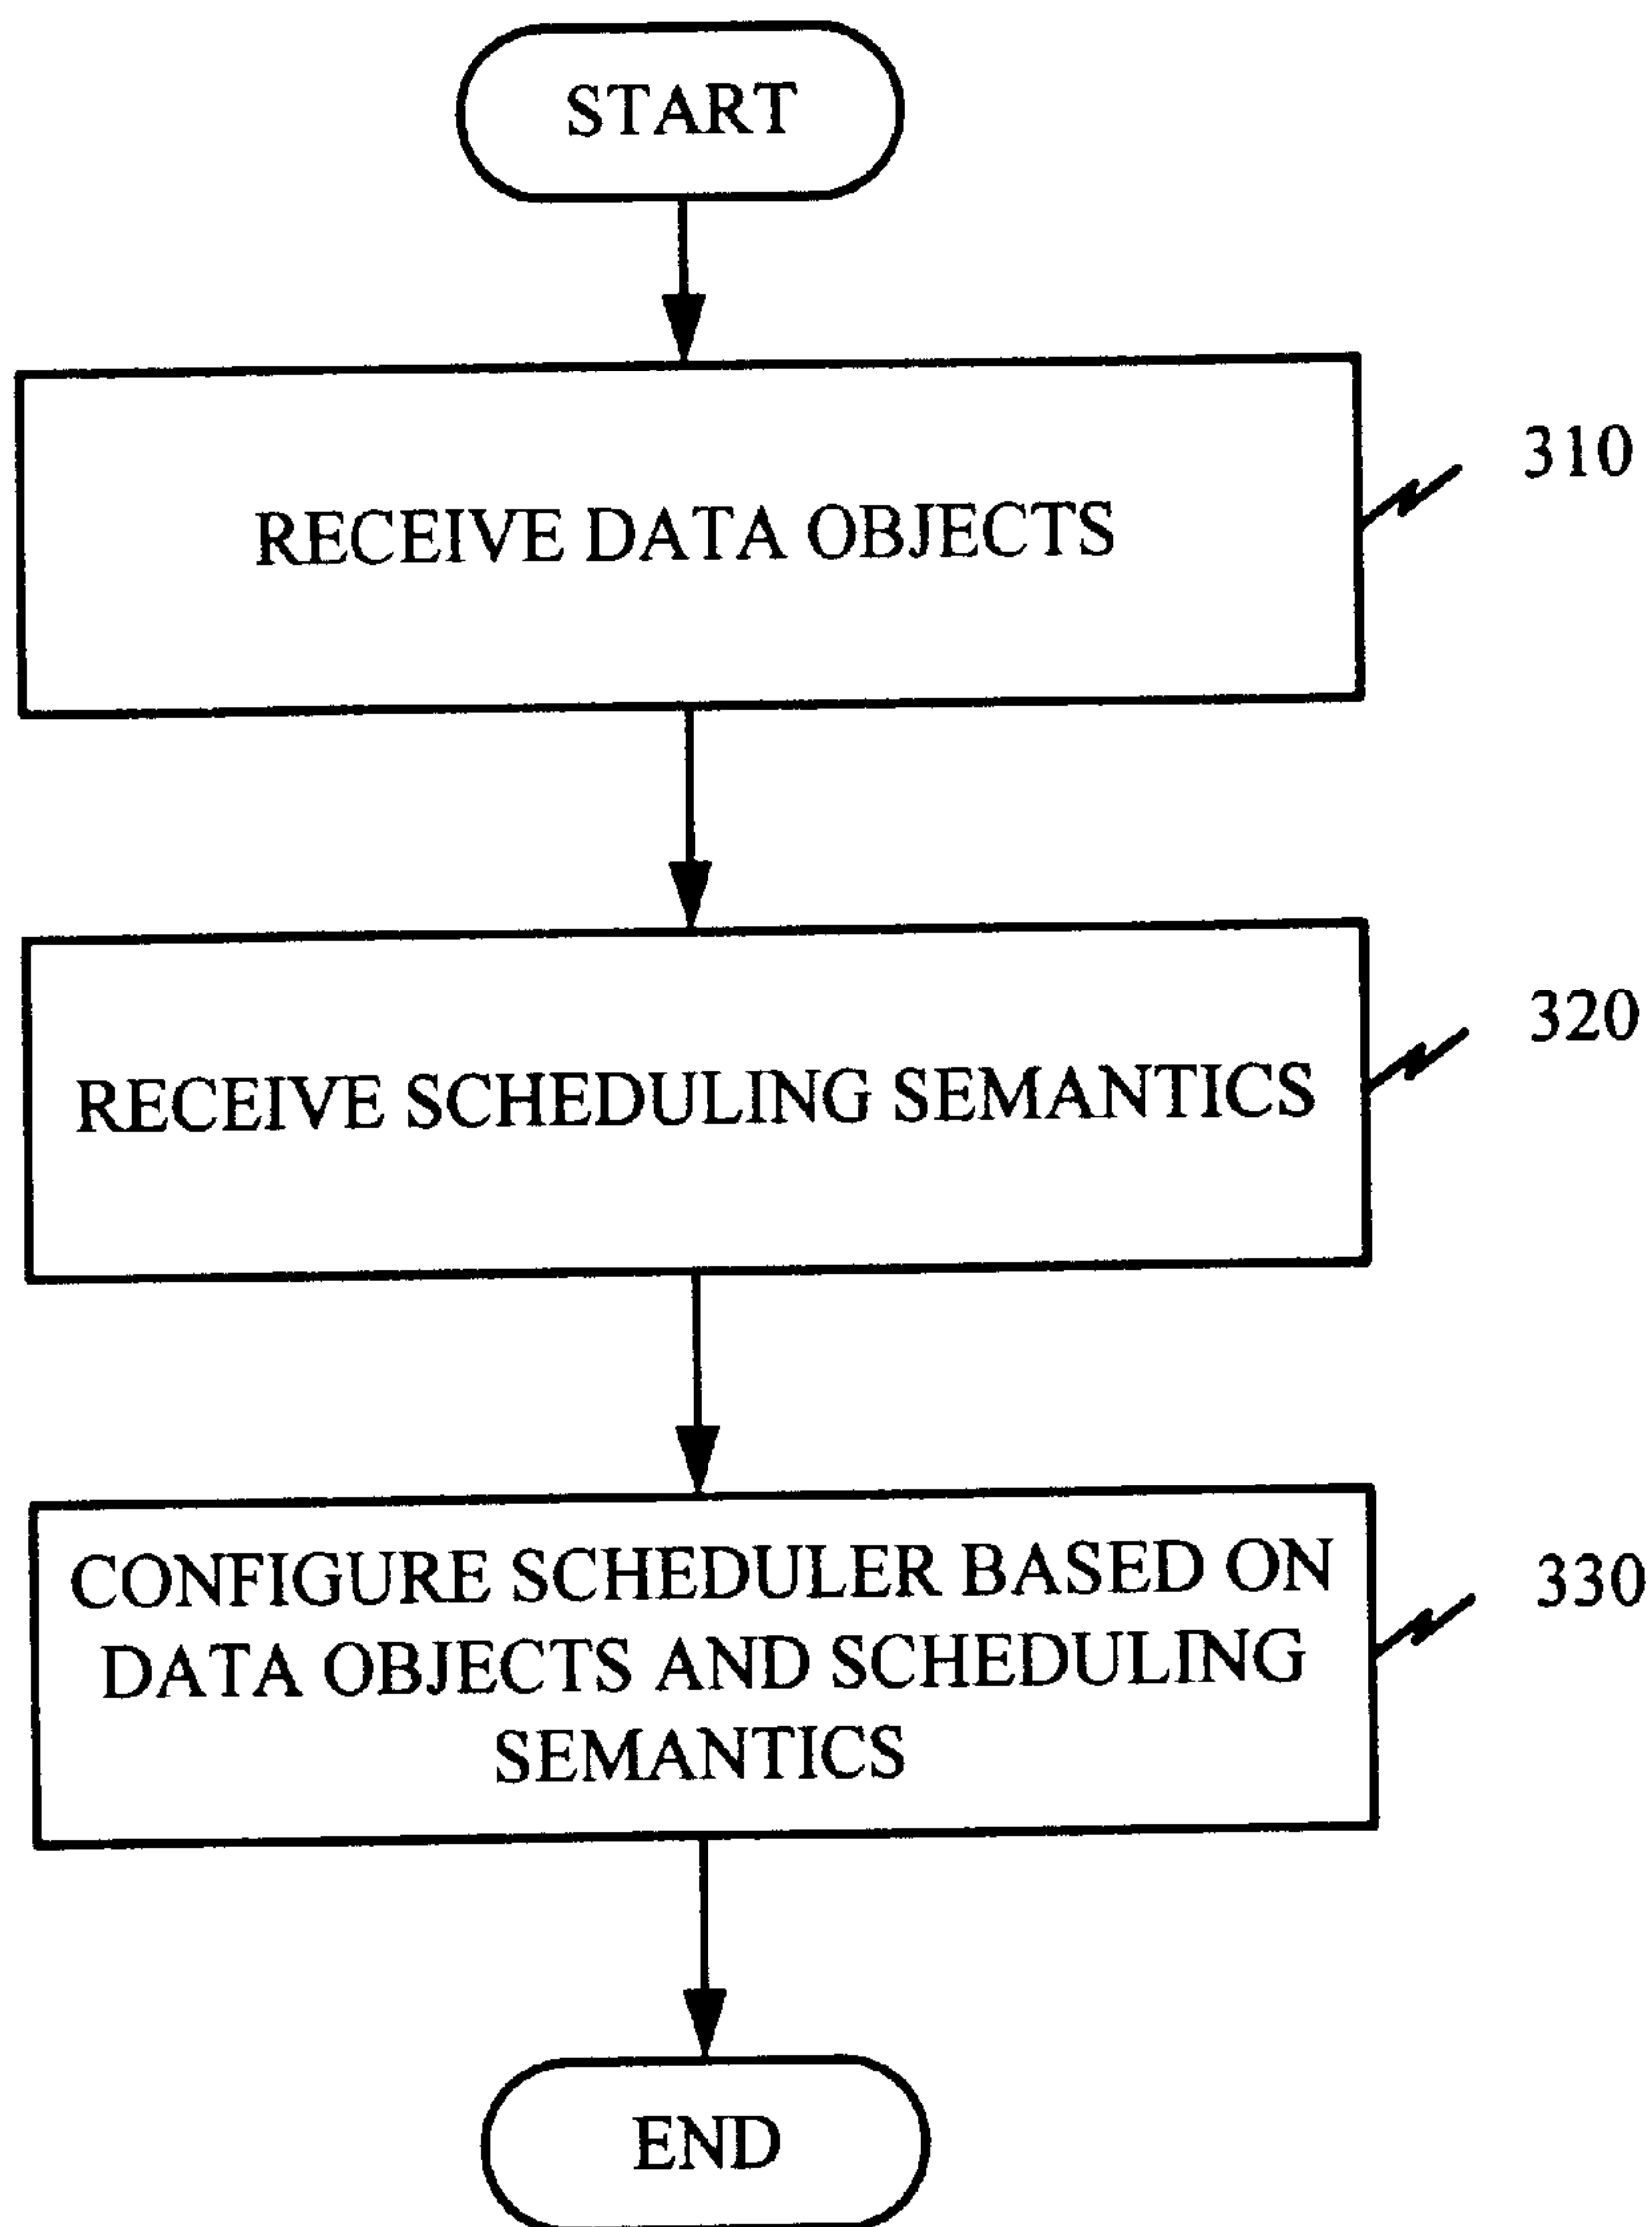 START
RECEIVE DATA OBJECTS
310
RECEIVE SCHEDULING SEMANTICS
320
CONFIGURE SCHEDULER BASED ON
DATA OBJECTS AND SCHEDULING
SEMANTICS
330
END